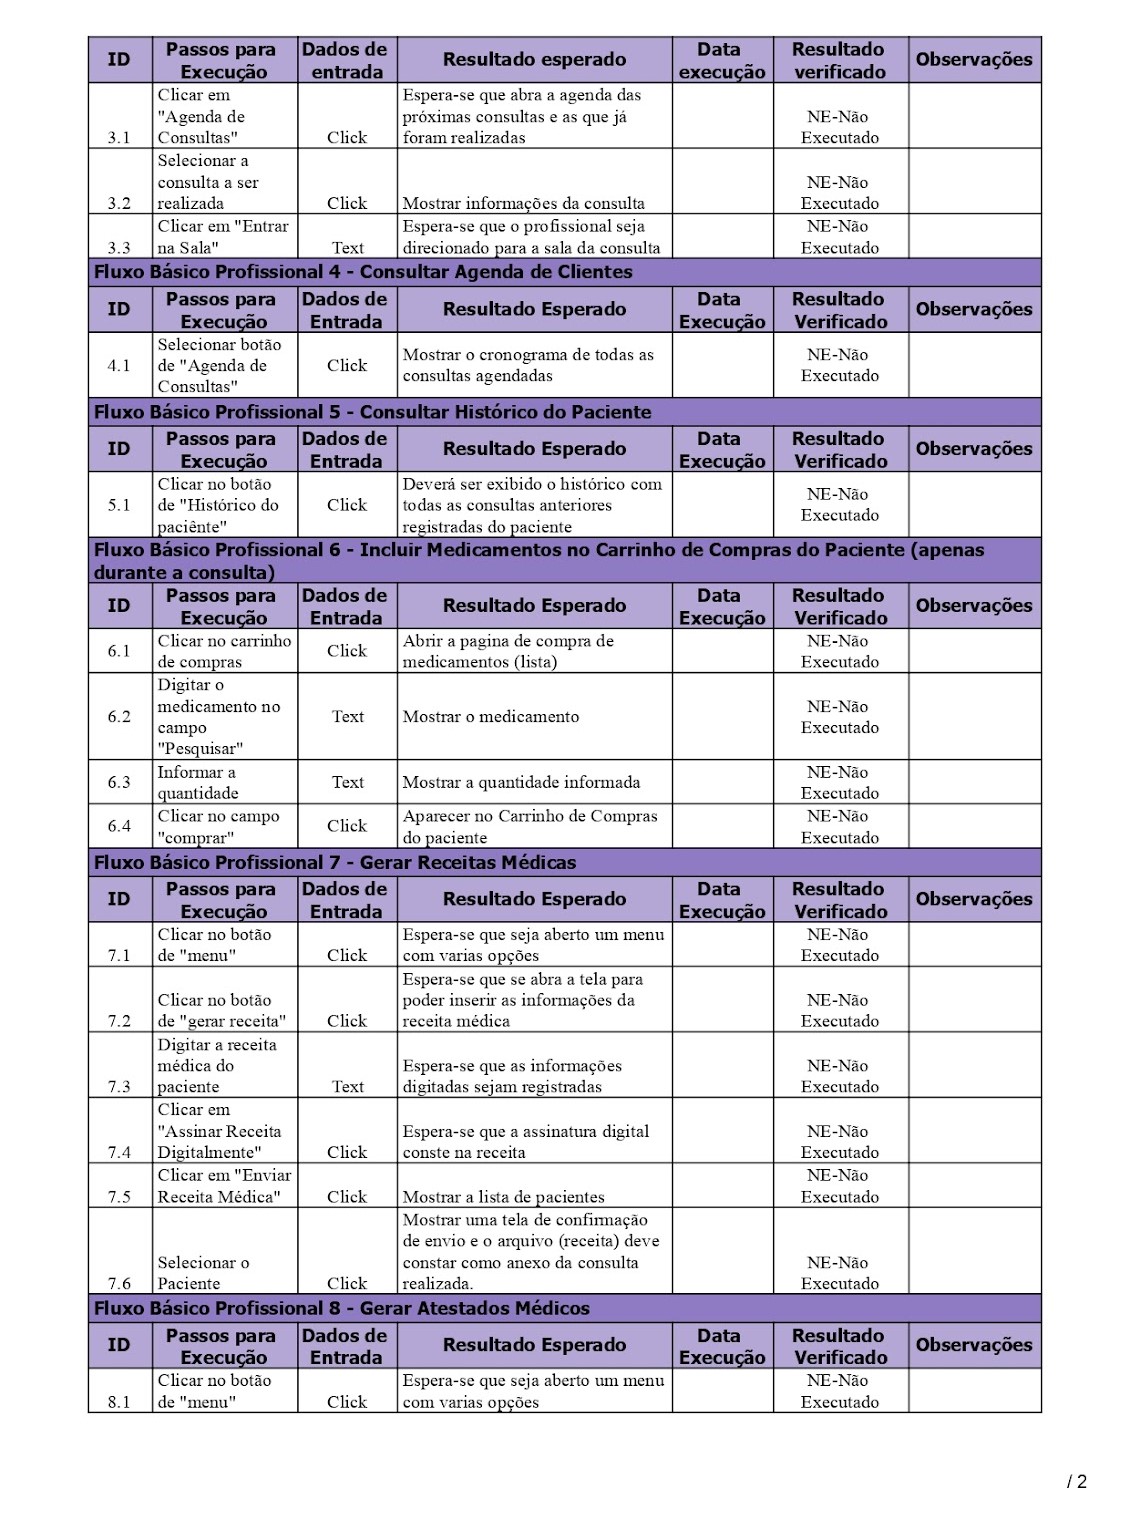 ID Passos para Execução Dados de entrada Resultado esperado Data execução Resultado verificado Observações
3.1 Clicar em "Agenda de Consultas" Click Espera-se que abra a agenda das próximas consultas e as que já foram realizadas NE-Não Executado
3.2 Selecionar a consulta a ser realizada Click Mostrar informações da consulta NE-Não Executado
3.3 Clicar em "Entrar na Sala" Text Espera-se que o profissional seja direcionado para a sala da consulta NE-Não Executado
Fluxo Básico Profissional 4 - Consultar Agenda de Clientes
ID Passos para Execução Dados de Entrada Resultado Esperado Data Execução Resultado Verificado Observações
4.1 Selecionar botão de "Agenda de Consultas" Click Mostrar o cronograma de todas as consultas agendadas NE-Não Executado
Fluxo Básico Profissional 5 - Consultar Histórico do Paciente
ID Passos para Execução Dados de Entrada Resultado Esperado Data Execução Resultado Verificado Observações
5.1 Clicar no botão de "Histórico do paciênte" Click Deverá ser exibido o histórico com todas as consultas anteriores registradas do paciente NE-Não Executado
Fluxo Básico Profissional 6 - Incluir Medicamentos no Carrinho de Compras do Paciente (apenas
durante a consulta)
ID Passos para Execução Dados de Entrada Resultado Esperado Data Execução Resultado Verificado Observações
6.1 Clicar no carrinho de compras Click Abrir a pagina de compra de medicamentos (lista) NE-Não Executado
6.2 Digitar o medicamento no campo "Pesquisar" Text Mostrar o medicamento NE-Não Executado
6.3 Informar a quantidade Text Mostrar a quantidade informada NE-Não Executado
6.4 Clicar no campo "comprar" Click Aparecer no Carrinho de Compras do paciente NE-Não Executado
Fluxo Básico Profissional 7 - Gerar Receitas Médicas
ID Passos para Execução Dados de Entrada Resultado Esperado Data Execução Resultado Verificado Observações
7.1 Clicar no botão de "menu" Click Espera-se que seja aberto um menu com varias opções NE-Não Executado
7.2 Clicar no botão de "gerar receita" Click Espera-se que se abra a tela para poder inserir as informações da receita médica NE-Não Executado
7.3 Digitar a receita médica do paciente Text Espera-se que as informações digitadas sejam registradas NE-Não Executado
7.4 Clicar em "Assinar Receita Digitalmente" Click Espera-se que a assinatura digital conste na receita NE-Não Executado
7.5 Clicar em "Enviar Receita Médica" Click Mostrar a lista de pacientes NE-Não Executado
7.6 Selecionar o Paciente Click Mostrar uma tela de confirmação de envio e o arquivo (receita) deve constar como anexo da consulta realizada. NE-Não Executado
Fluxo Básico Profissional 8 - Gerar Atestados Médicos
ID Passos para Execução Dados de Entrada Resultado Esperado Data Execução Resultado Verificado Observações
8.1 Clicar no botão de "menu" Click Espera-se que seja aberto um menu com varias opções NE-Não Executado
/ 2